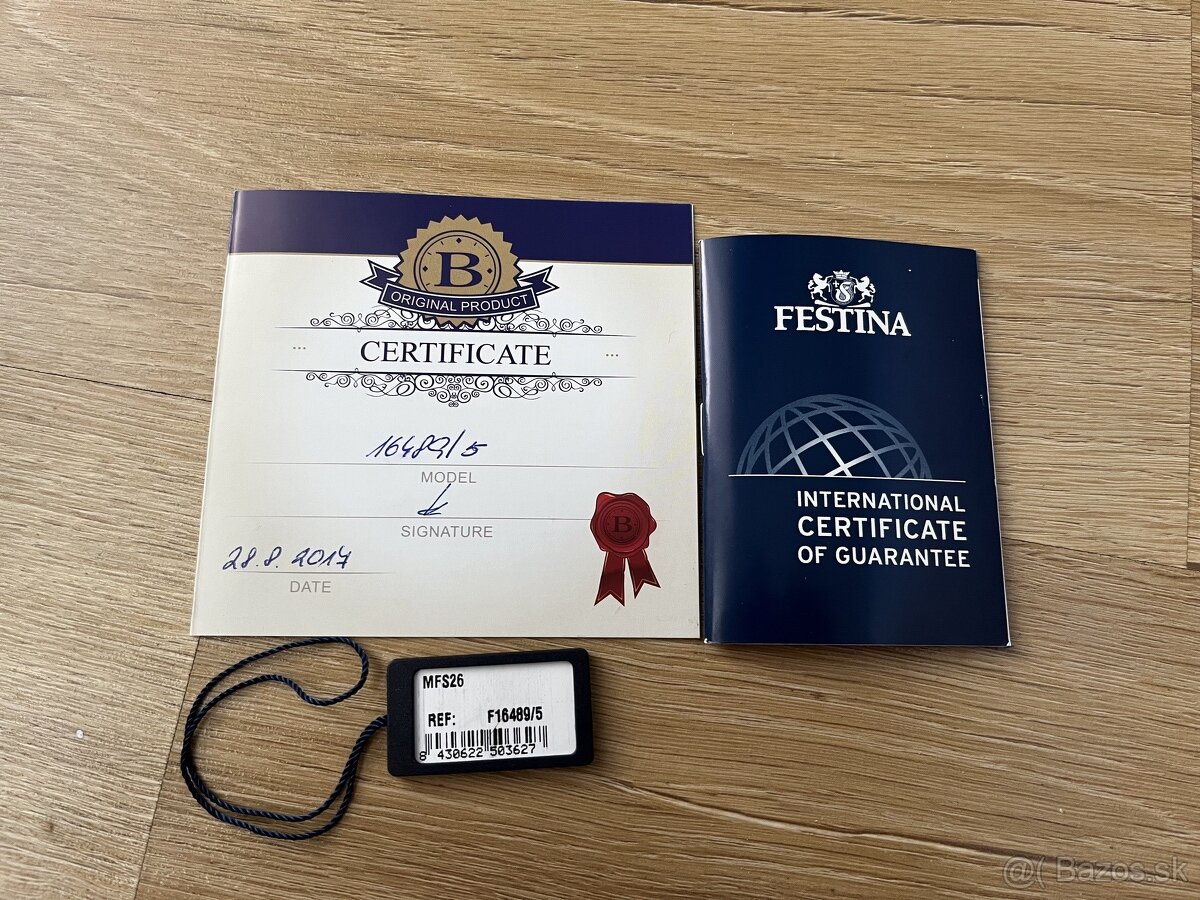 B
ORIGINAL PRODUCT
CERTIFICATE
16489/5
MODEL
SIGNATURE
28.8.2017
DATE
B
FESTINA
INTERNATIONAL
CERTIFICATE
OF GUARANTEE
MFS26
REF: F16489/5
8 430622 503627
@( Bazos.sk